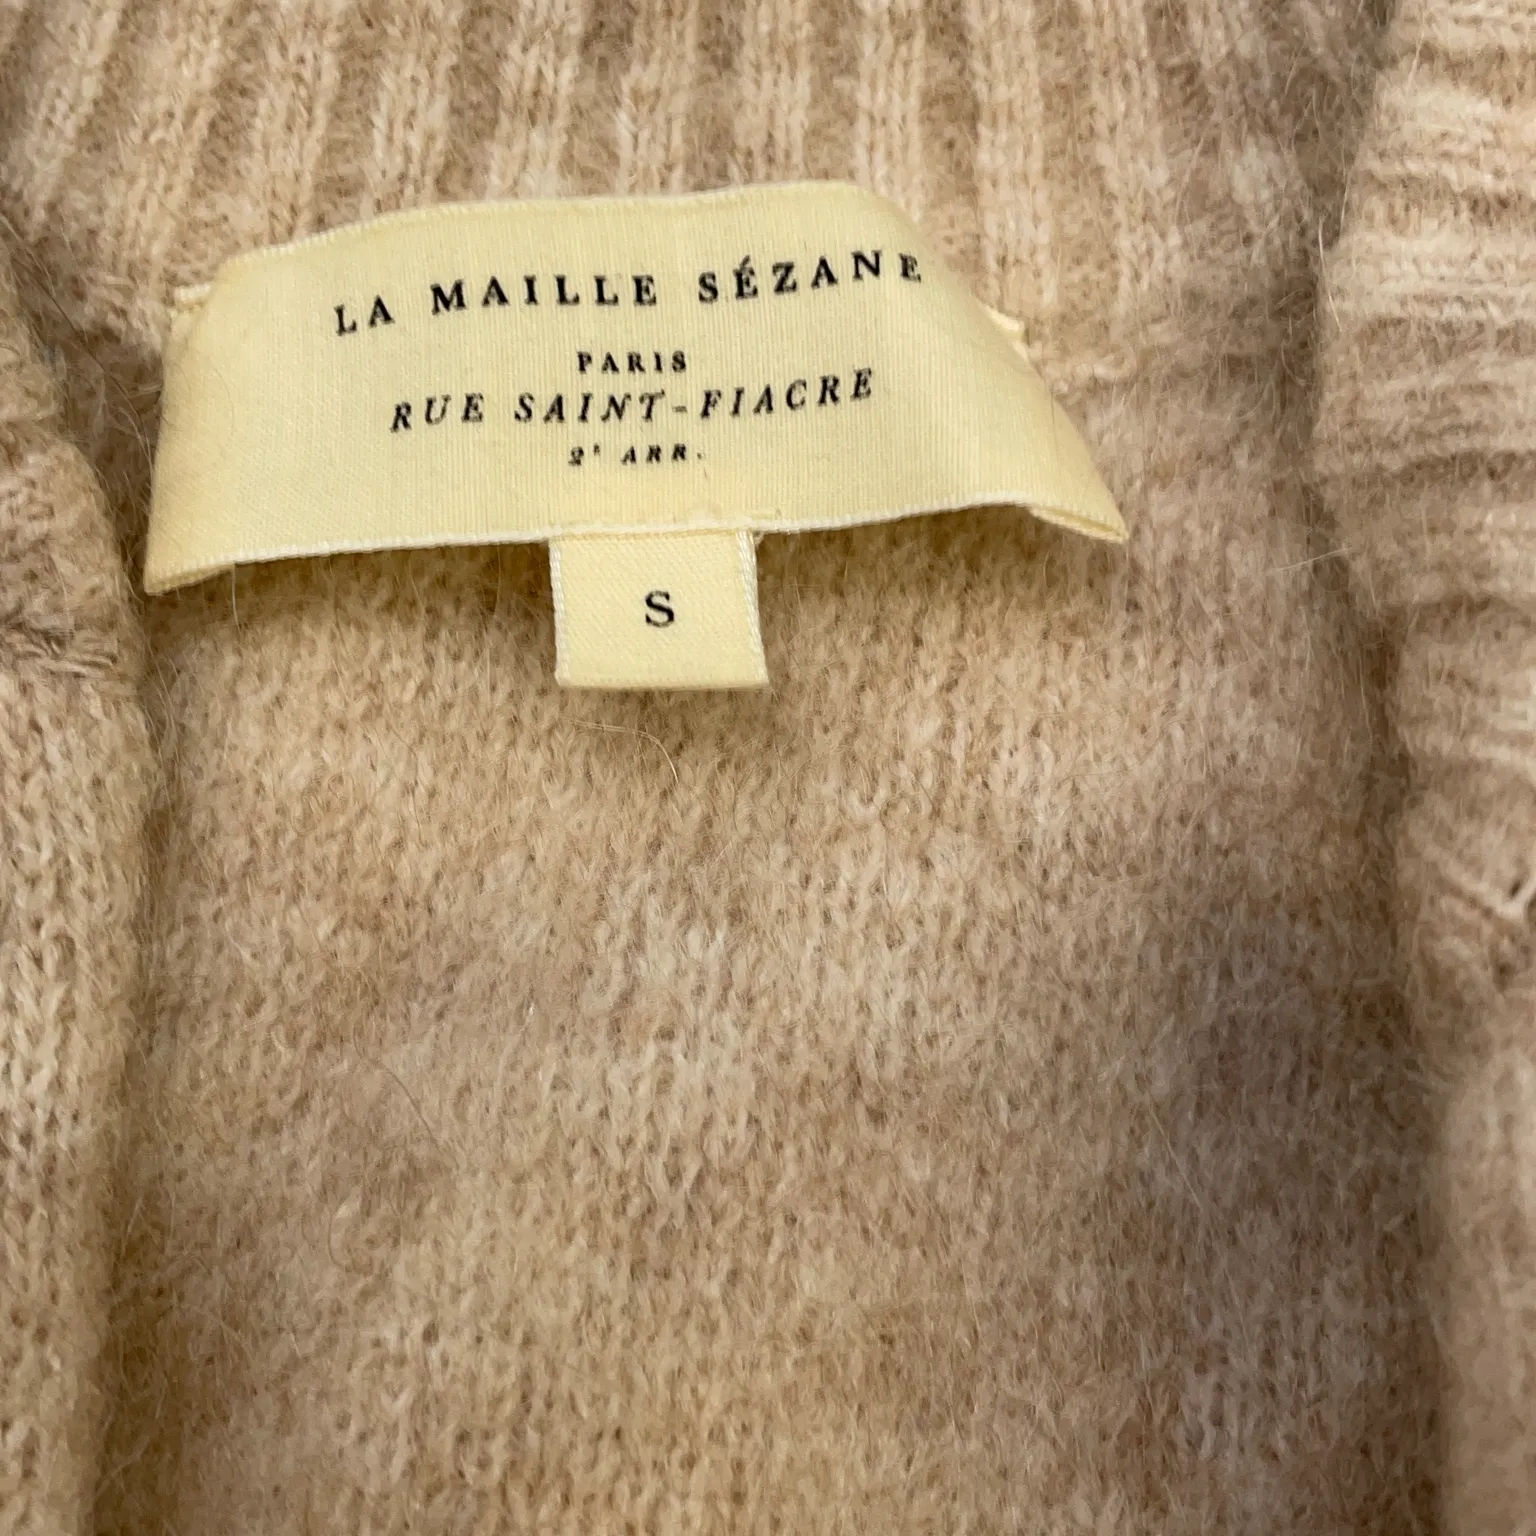 LA MAILLE SÉZANE
PARIS
RUE SAINT-FIACRE
2e ARR.
S